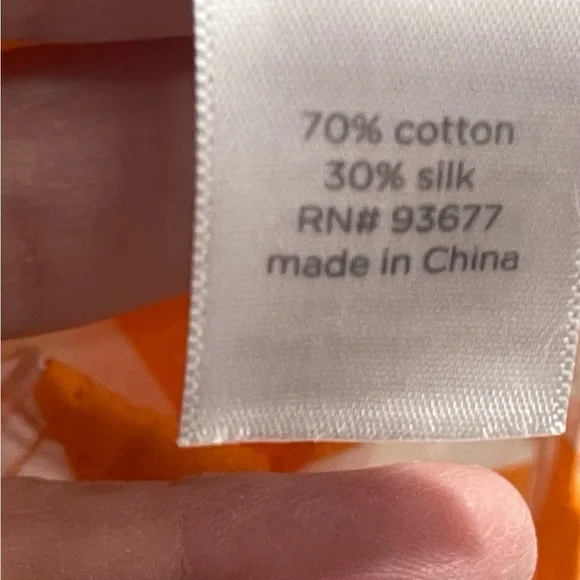 70% cotton
30% silk
RN# 93677
made in China